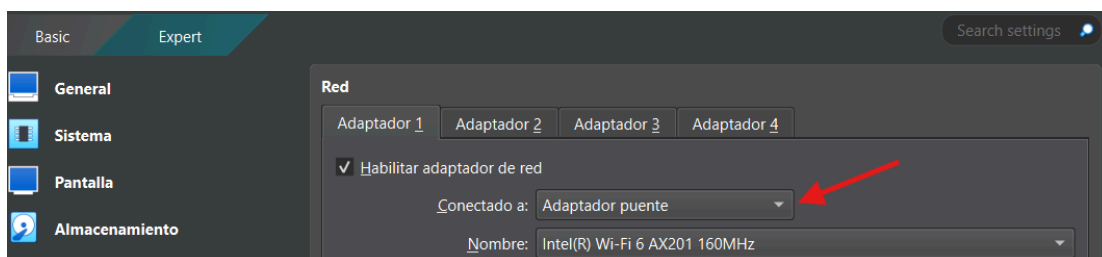 Basic Expert Search settings
General
Sistema
Pantalla
Almacenamiento
Red
Adaptador 1 Adaptador 2 Adaptador 3 Adaptador 4
Habilitar adaptador de red
Conectado a: Adaptador puente
Nombre: Intel(R) Wi-Fi 6 AX201 160MHz